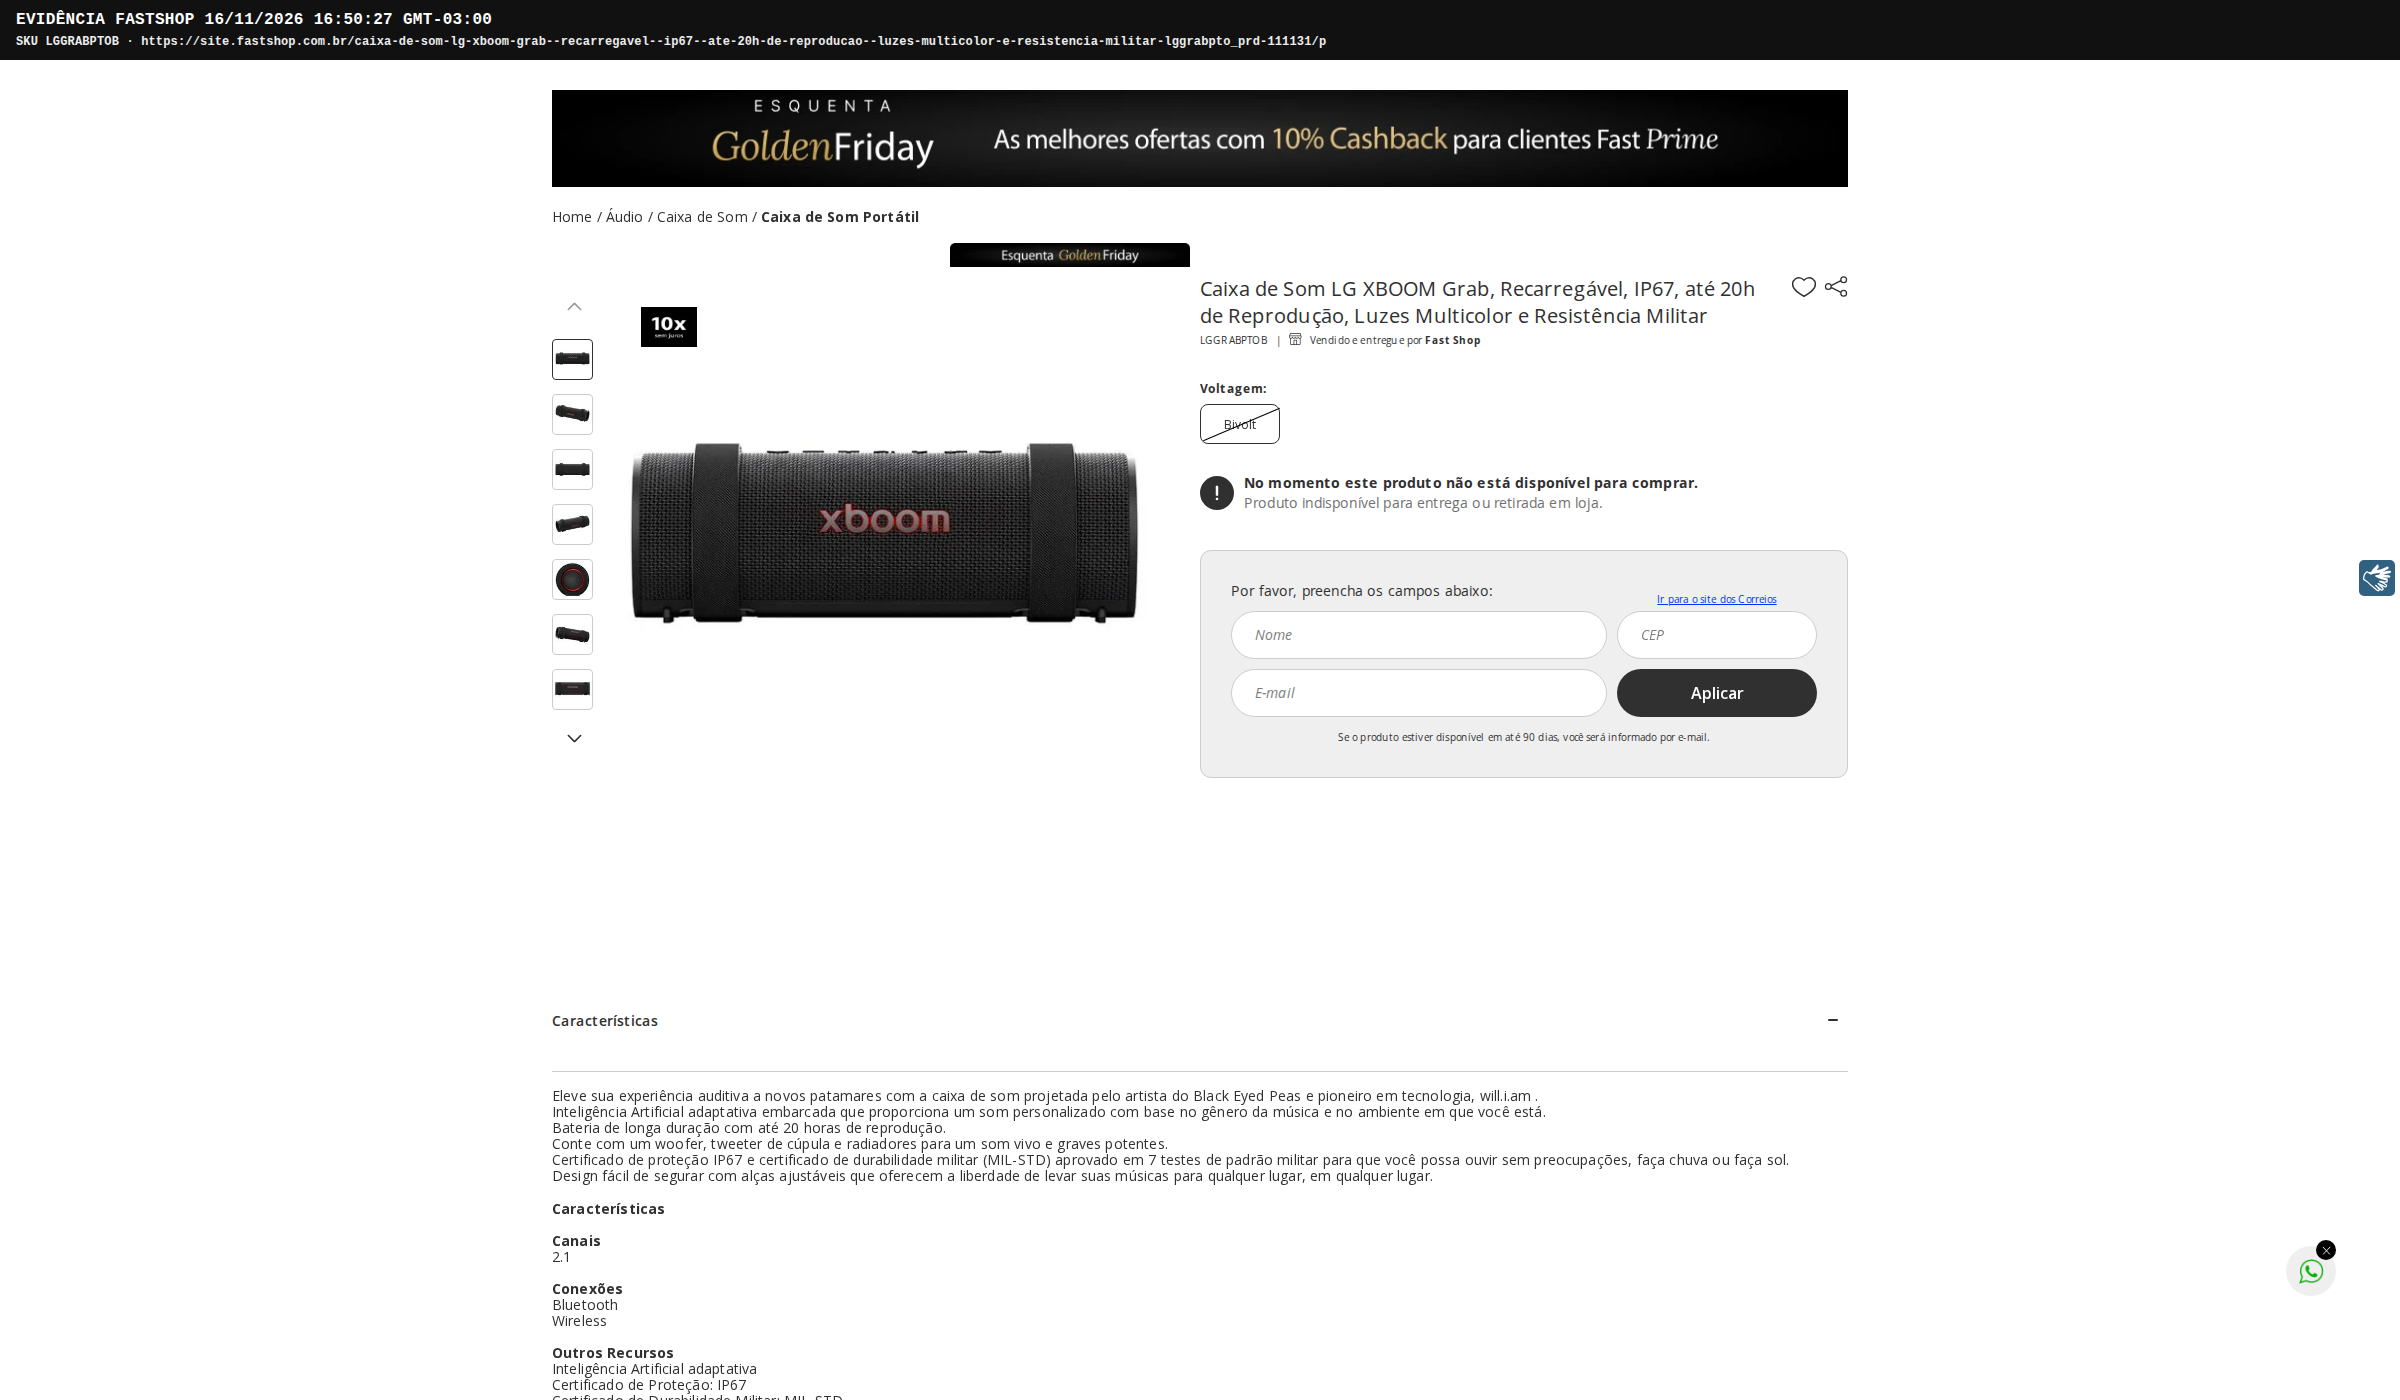 EVIDÊNCIA FASTSHOP 16/11/2026 16:50:27 GMT-03:00
SKU LGGRABPTOB · https://site.fastshop.com.br/caixa-de-som-lg-xboom-grab--recarregavel--ip67--ate-20h-de-reproducao--luzes-multicolor-e-resistencia-militar-lggrabpto_prd-111131/p
ESQUENTA
GoldenFriday
As melhores ofertas com 10% Cashback para clientes Fast Prime
Home / Áudio / Caixa de Som / Caixa de Som Portátil
Esquenta GoldenFriday
10x
sem juros
xboom
Caixa de Som LG XBOOM Grab, Recarregável, IP67, até 20h
de Reprodução, Luzes Multicolor e Resistência Militar
LGGRABPTOB | Vendido e entregue por Fast Shop
Voltagem:
Bivolt
No momento este produto não está disponível para comprar.
Produto indisponível para entrega ou retirada em loja.
Por favor, preencha os campos abaixo:
Ir para o site dos Correios
Nome
CEP
E-mail
Aplicar
Se o produto estiver disponível em até 90 dias, você será informado por e-mail.
Características
Eleve sua experiência auditiva a novos patamares com a caixa de som projetada pelo artista do Black Eyed Peas e pioneiro em tecnologia, will.i.am .
Inteligência Artificial adaptativa embarcada que proporciona um som personalizado com base no gênero da música e no ambiente em que você está.
Bateria de longa duração com até 20 horas de reprodução.
Conte com um woofer, tweeter de cúpula e radiadores para um som vivo e graves potentes.
Certificado de proteção IP67 e certificado de durabilidade militar (MIL-STD) aprovado em 7 testes de padrão militar para que você possa ouvir sem preocupações, faça chuva ou faça sol.
Design fácil de segurar com alças ajustáveis que oferecem a liberdade de levar suas músicas para qualquer lugar, em qualquer lugar.
Características
Canais
2.1
Conexões
Bluetooth
Wireless
Outros Recursos
Inteligência Artificial adaptativa
Certificado de Proteção: IP67
Certificado de Durabilidade Militar: MIL-STD